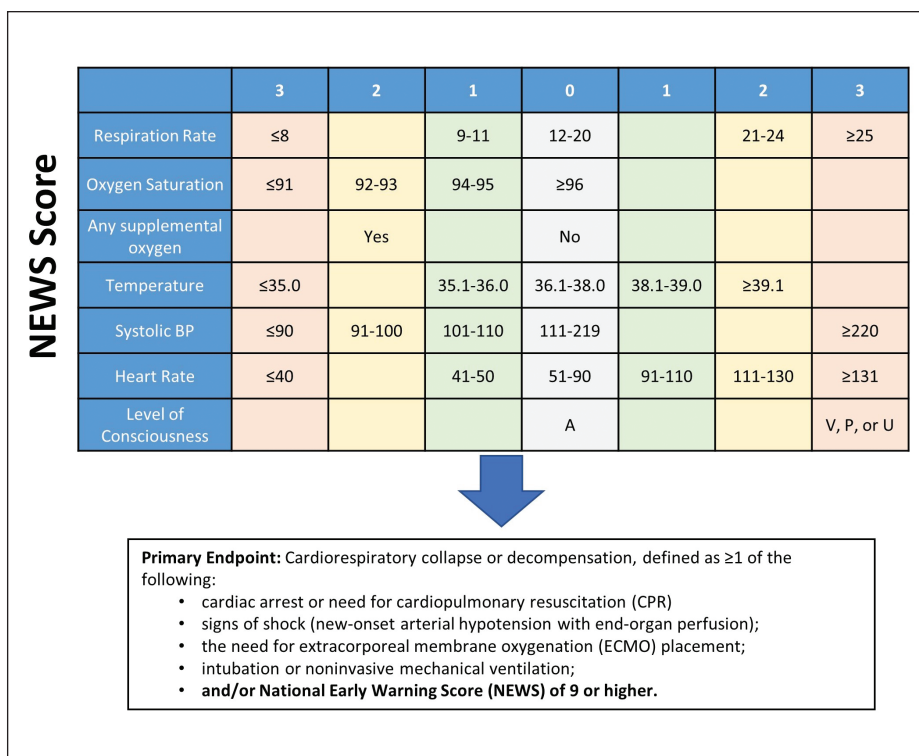 NEWS Score
3 2 1 0 1 2 3
Respiration Rate ≤8 9-11 12-20 21-24 ≥25
Oxygen Saturation ≤91 92-93 94-95 ≥96
Any supplemental
oxygen Yes No
Temperature ≤35.0 35.1-36.0 36.1-38.0 38.1-39.0 ≥39.1
Systolic BP ≤90 91-100 101-110 111-219 ≥220
Heart Rate ≤40 41-50 51-90 91-110 111-130 ≥131
Level of
Consciousness A V, P, or U
Primary Endpoint: Cardiorespiratory collapse or decompensation, defined as ≥1 of the
following:
• cardiac arrest or need for cardiopulmonary resuscitation (CPR)
• signs of shock (new-onset arterial hypotension with end-organ perfusion);
• the need for extracorporeal membrane oxygenation (ECMO) placement;
• intubation or noninvasive mechanical ventilation;
• and/or National Early Warning Score (NEWS) of 9 or higher.